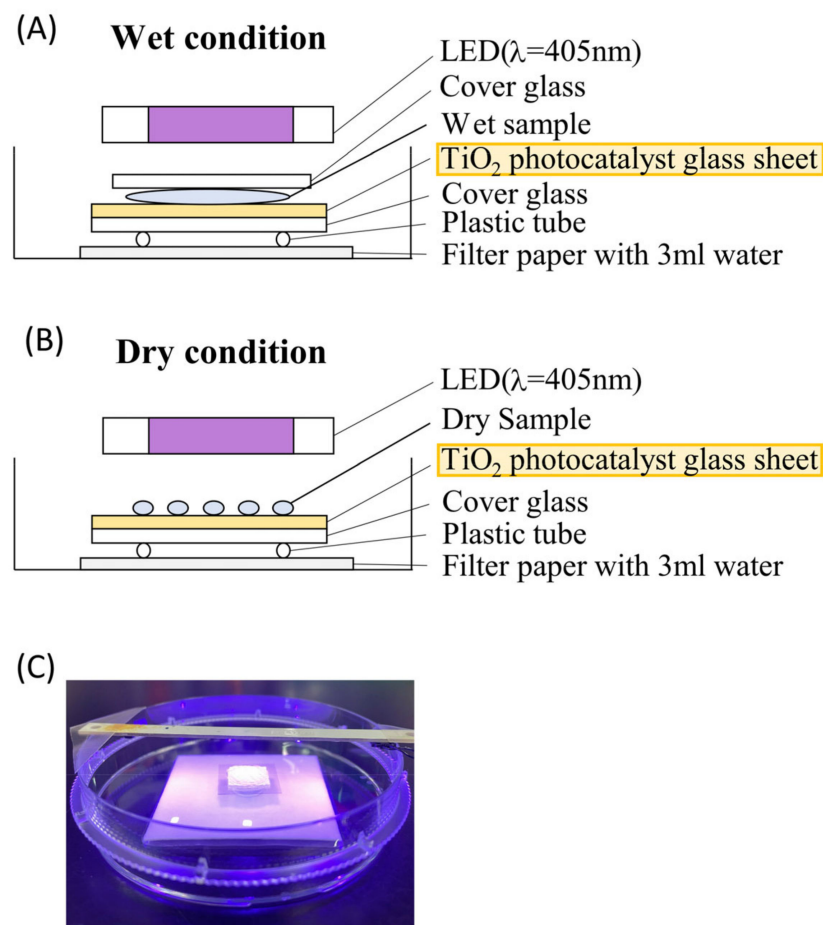 (A)
Wet condition
LED(λ=405nm)
Cover glass
Wet sample
TiO₂ photocatalyst glass sheet
Cover glass
Plastic tube
Filter paper with 3ml water
(B)
Dry condition
LED(λ=405nm)
Dry Sample
TiO₂ photocatalyst glass sheet
Cover glass
Plastic tube
Filter paper with 3ml water
(C)